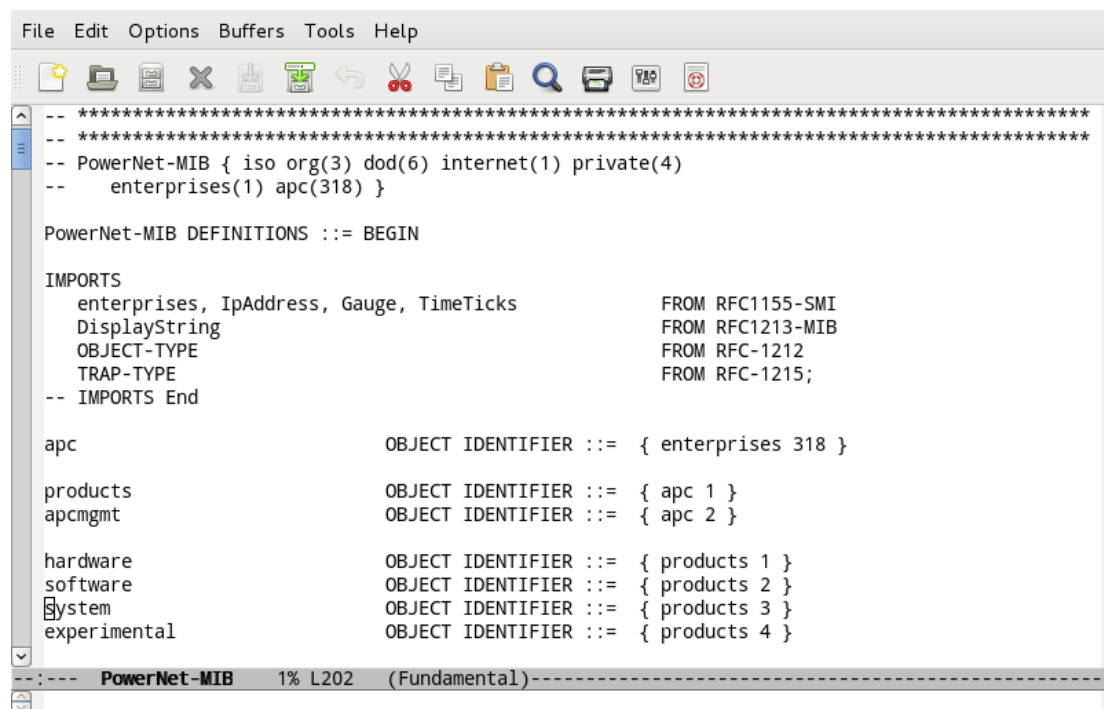 File Edit Options Buffers Tools Help
-- *********************************************************************************************
-- *********************************************************************************************
-- PowerNet-MIB { iso org(3) dod(6) internet(1) private(4)
--    enterprises(1) apc(318) }
PowerNet-MIB DEFINITIONS ::= BEGIN
IMPORTS
   enterprises, IpAddress, Gauge, TimeTicks             FROM RFC1155-SMI
   DisplayString                                        FROM RFC1213-MIB
   OBJECT-TYPE                                          FROM RFC-1212
   TRAP-TYPE                                            FROM RFC-1215;
-- IMPORTS End
apc                            OBJECT IDENTIFIER ::=  { enterprises 318 }
products                       OBJECT IDENTIFIER ::=  { apc 1 }
apcmgmt                        OBJECT IDENTIFIER ::=  { apc 2 }
hardware                       OBJECT IDENTIFIER ::=  { products 1 }
software                       OBJECT IDENTIFIER ::=  { products 2 }
system                         OBJECT IDENTIFIER ::=  { products 3 }
experimental                   OBJECT IDENTIFIER ::=  { products 4 }
--:---  PowerNet-MIB    1% L202   (Fundamental)----------------------------------------------------